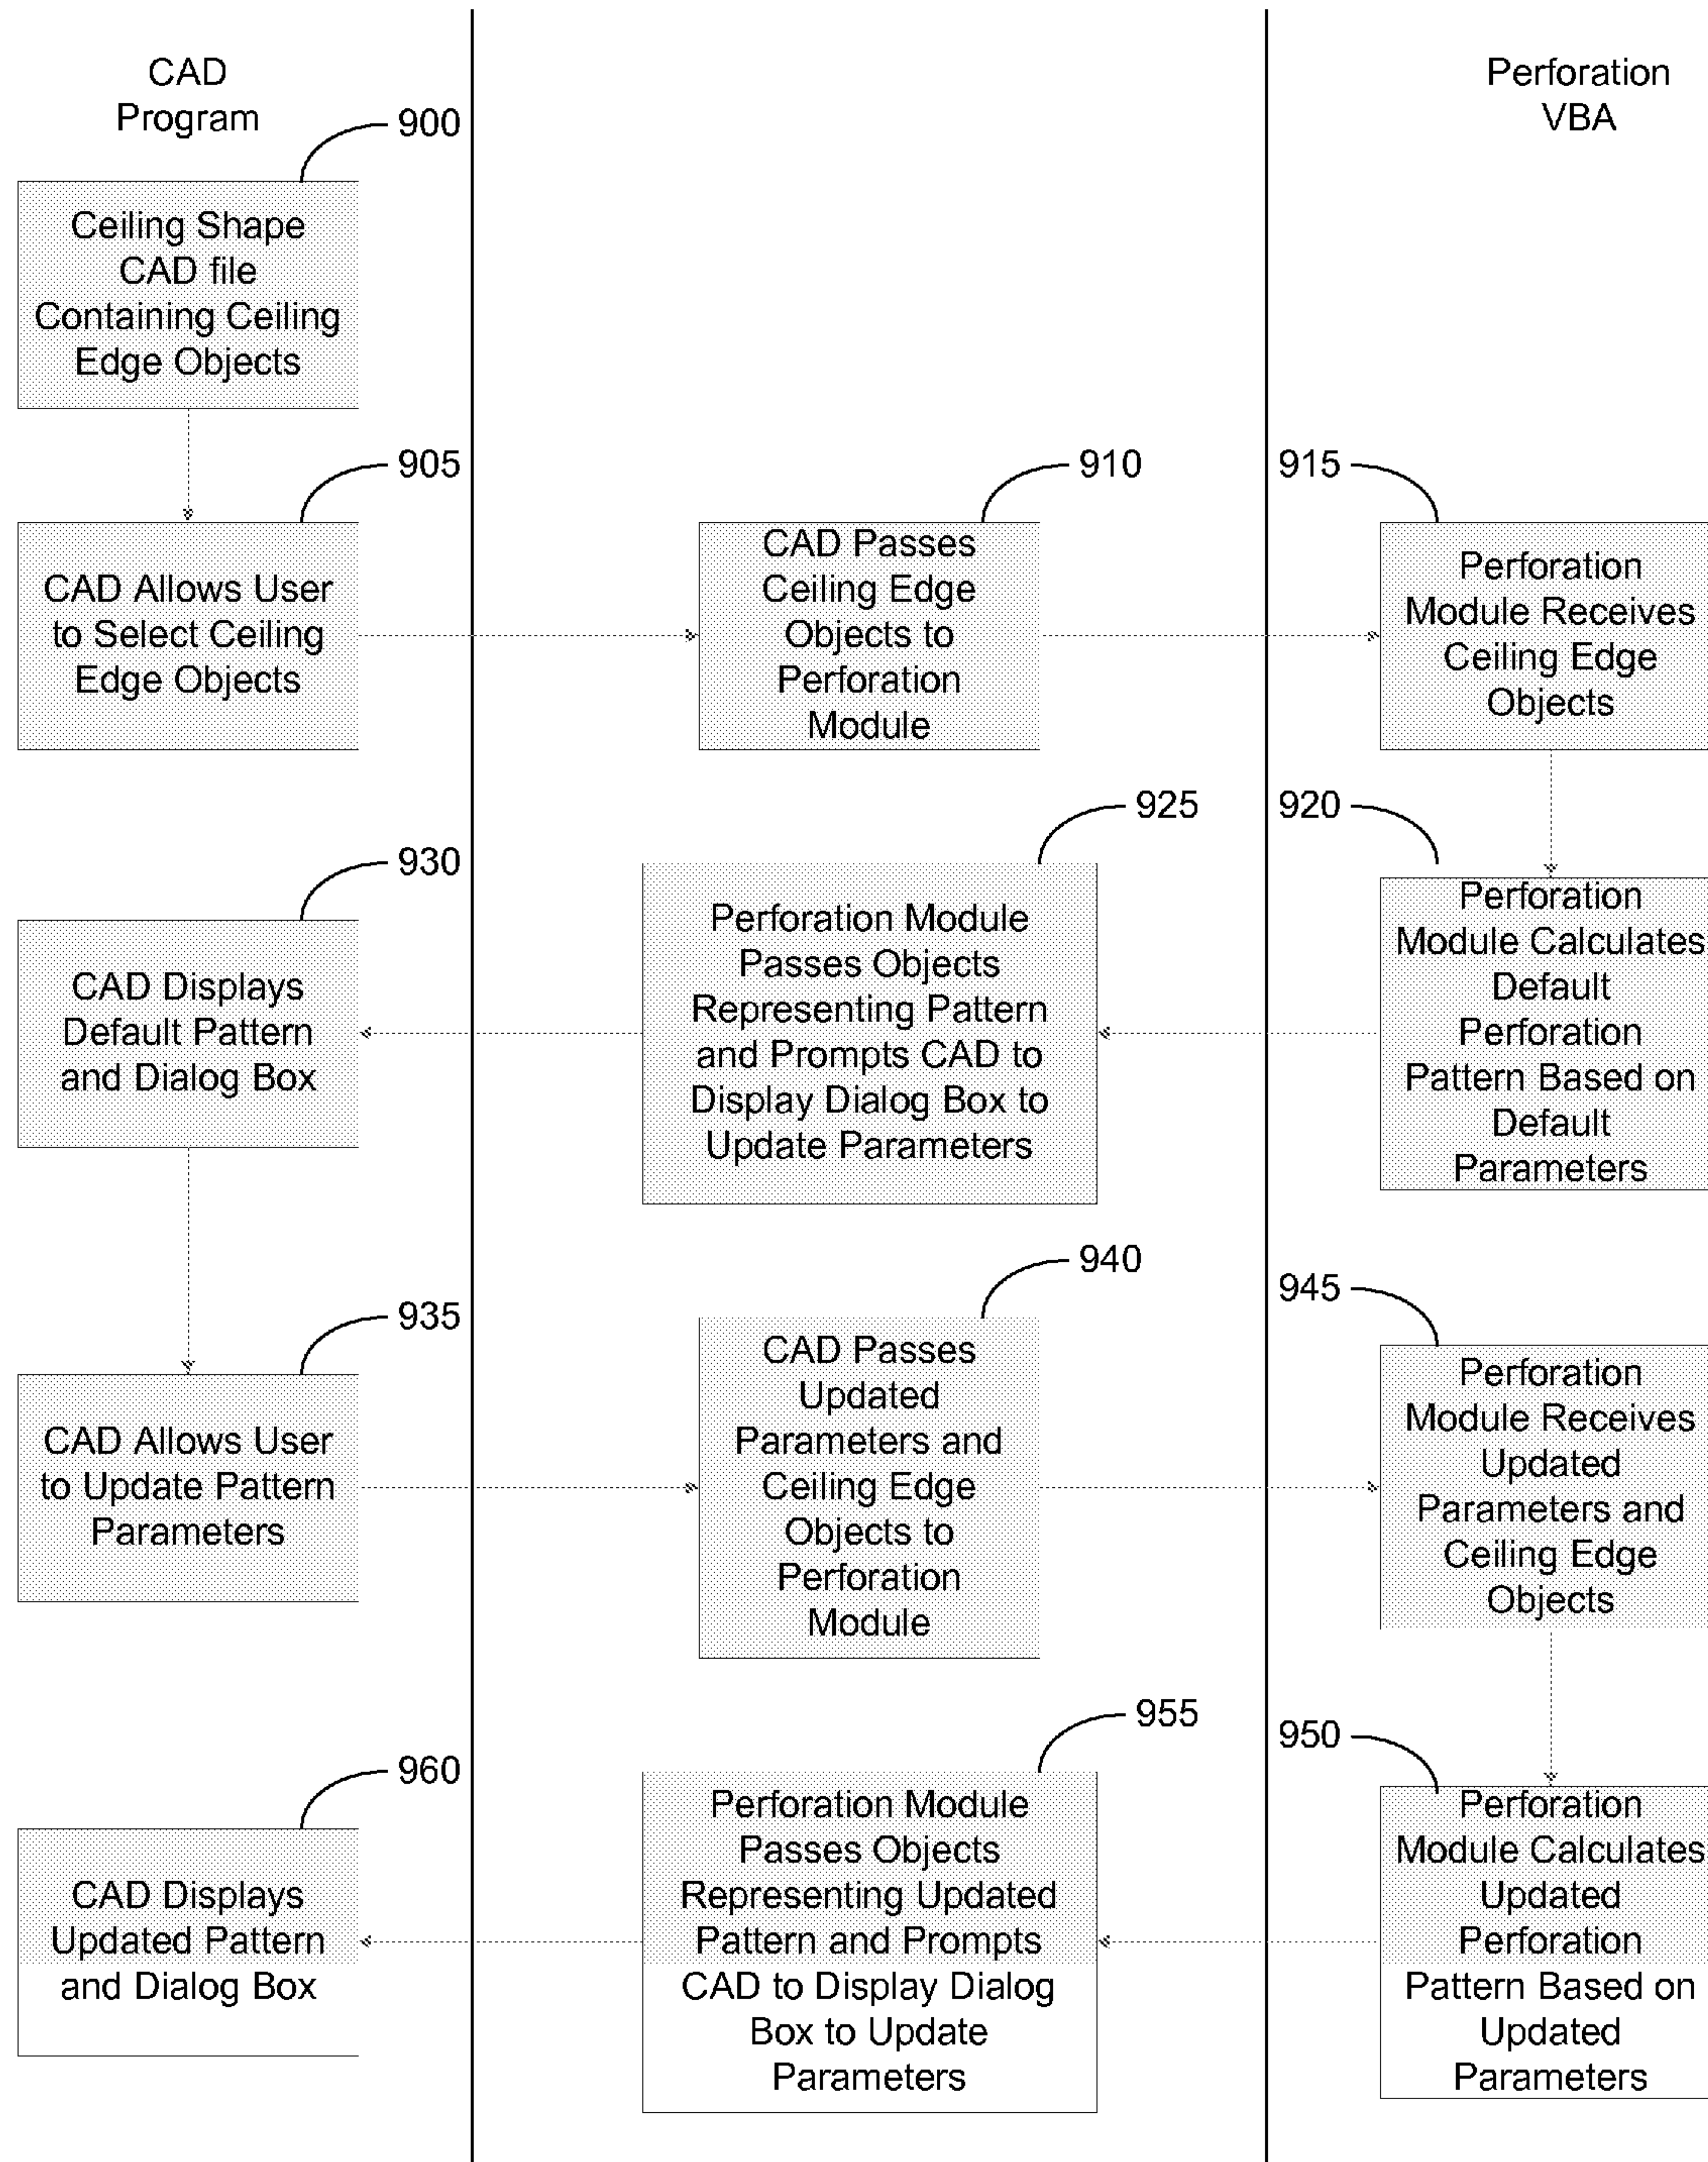 CAD
Program
Perforation
VBA
900
Ceiling Shape
CAD file
Containing Ceiling
Edge Objects
905
CAD Allows User
to Select Ceiling
Edge Objects
910
CAD Passes
Ceiling Edge
Objects to
Perforation
Module
915
Perforation
Module Receives
Ceiling Edge
Objects
920
Perforation
Module Calculates
Default
Perforation
Pattern Based on
Default
Parameters
925
Perforation Module
Passes Objects
Representing Pattern
and Prompts CAD to
Display Dialog Box to
Update Parameters
930
CAD Displays
Default Pattern
and Dialog Box
935
CAD Allows User
to Update Pattern
Parameters
940
CAD Passes
Updated
Parameters and
Ceiling Edge
Objects to
Perforation
Module
945
Perforation
Module Receives
Updated
Parameters and
Ceiling Edge
Objects
950
Perforation
Module Calculates
Updated
Perforation
Pattern Based on
Updated
Parameters
955
Perforation Module
Passes Objects
Representing Updated
Pattern and Prompts
CAD to Display Dialog
Box to Update
Parameters
960
CAD Displays
Updated Pattern
and Dialog Box